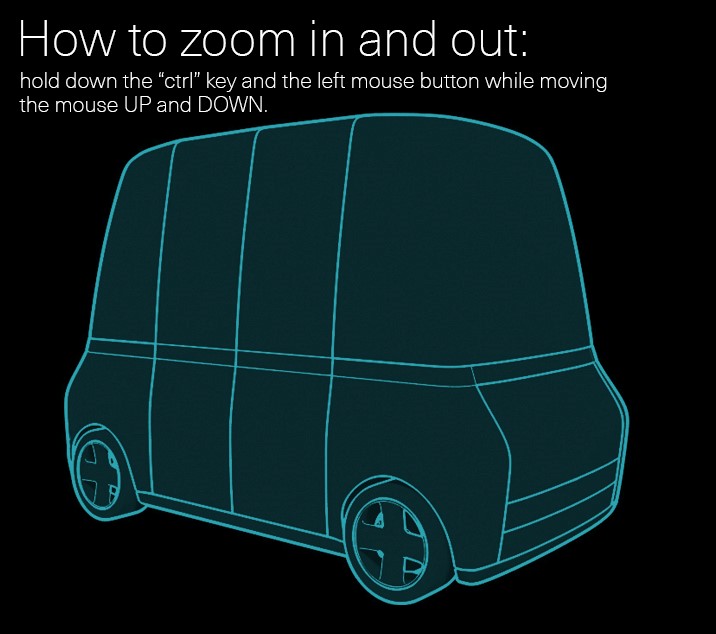 How to zoom in and out:
hold down the “ctrl” key and the left mouse button while moving
the mouse UP and DOWN.